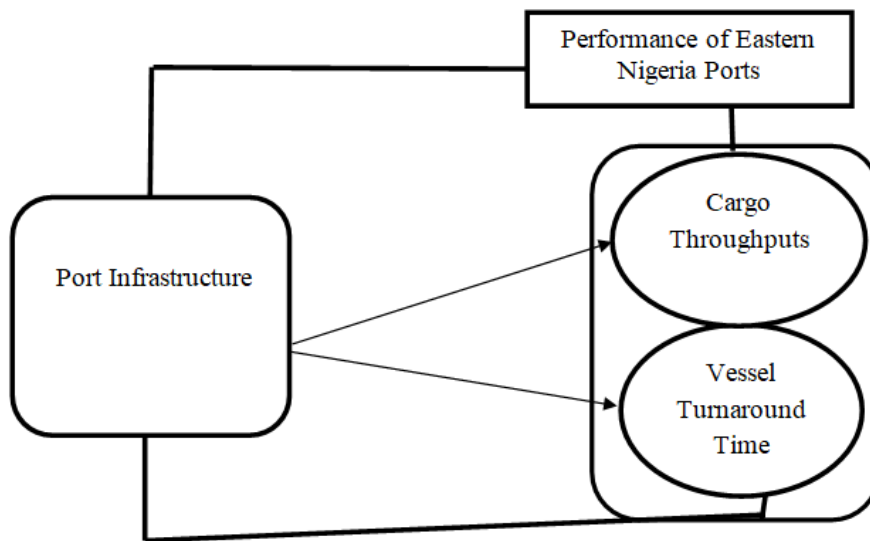 Performance of Eastern
Nigeria Ports
Port Infrastructure
Cargo
Throughputs
Vessel
Turnaround
Time